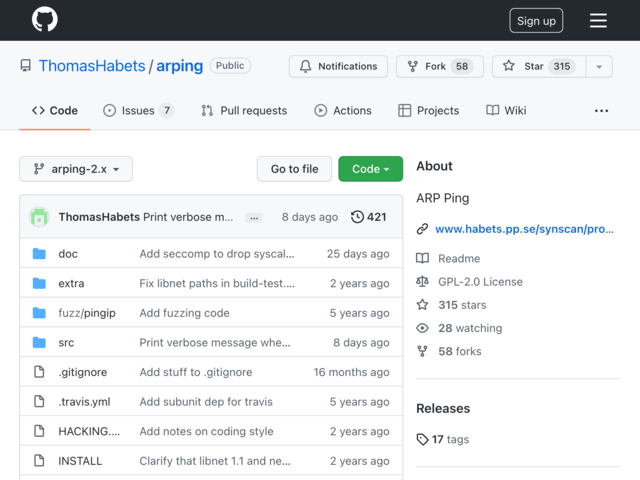 Sign up
ThomasHabets / arping Public
Notifications
Fork 58
Star 315
Code
Issues 7
Pull requests
Actions
Projects
Wiki
arping-2.x
Go to file
Code
ThomasHabets Print verbose m... 8 days ago 421
doc Add seccomp to drop syscal... 25 days ago
extra Fix libnet paths in build-test.... 2 years ago
fuzz/pingip Add fuzzing code 5 years ago
src Print verbose message whe... 8 days ago
.gitignore Add stuff to .gitignore 16 months ago
.travis.yml Add subunit dep for travis 5 years ago
HACKING.... Add notes on coding style 2 years ago
INSTALL Clarify that libnet 1.1 and ne... 2 years ago
About
ARP Ping
www.habets.pp.se/synscan/pro...
Readme
GPL-2.0 License
315 stars
28 watching
58 forks
Releases
17 tags